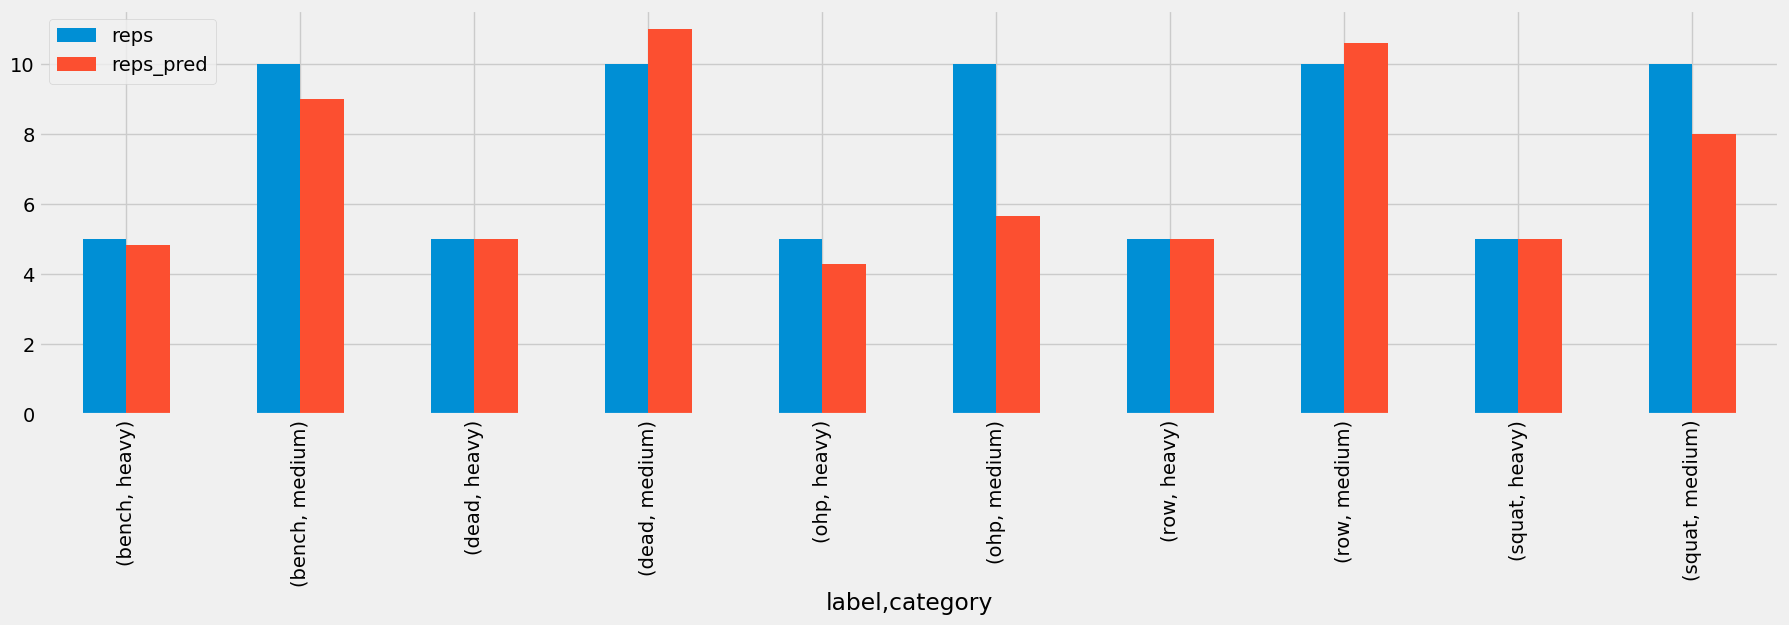 reps
reps_pred
10
8
6
4
2
0
(bench, heavy)
(bench, medium)
(dead, heavy)
(dead, medium)
(ohp, heavy)
(ohp, medium)
(row, heavy)
(row, medium)
(squat, heavy)
(squat, medium)
label,category